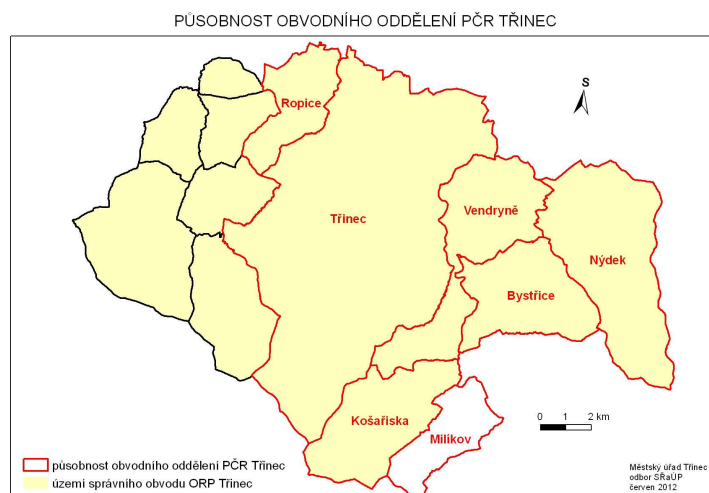 PŮSOBNOST OBVODNÍHO ODDĚLENÍ PČR TŘINEC
S
Ropice
Třinec
Vendryně
Nýdek
Bystřice
Košařiska
Milíkov
0 1 2 km
působnost obvodního oddělení PČR Třinec
území správního obvodu ORP Třinec
Městský úřad Třinec
odbor SŘaÚP
červen 2012